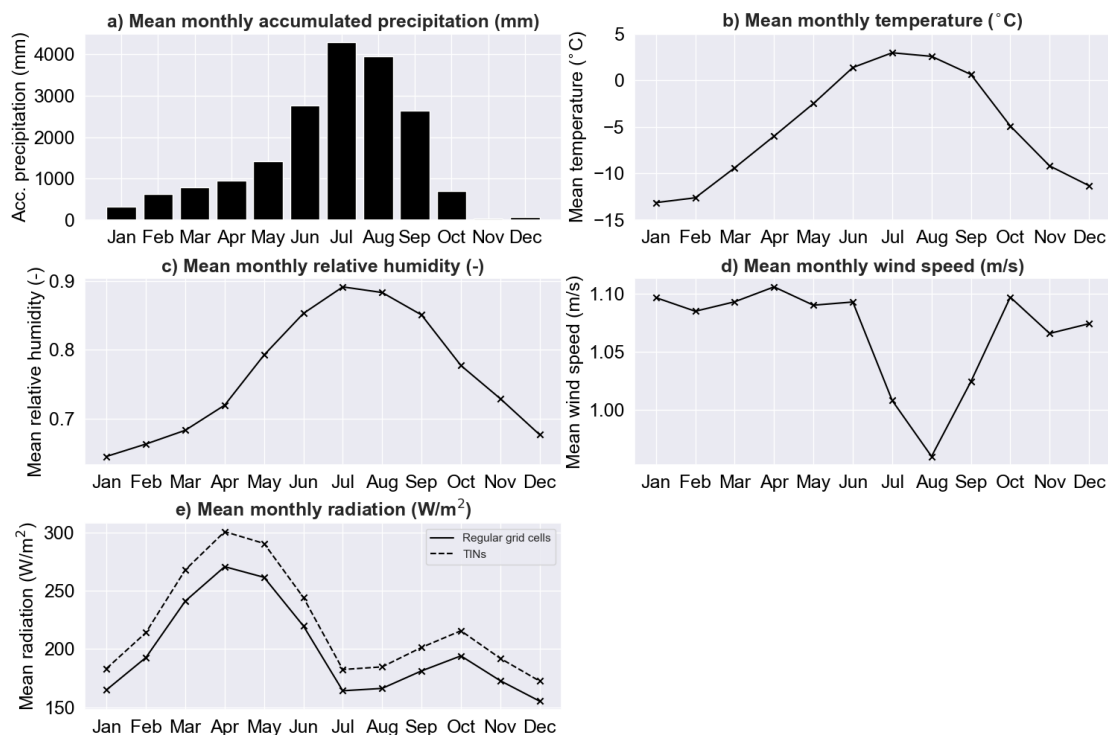 a) Mean monthly accumulated precipitation (mm)
Acc. precipitation (mm)
4000
3000
2000
1000
0
Jan Feb Mar Apr May Jun Jul Aug Sep Oct Nov Dec
b) Mean monthly temperature (°C)
Mean temperature (°C)
5
0
−5
−10
−15
Jan Feb Mar Apr May Jun Jul Aug Sep Oct Nov Dec
c) Mean monthly relative humidity (-)
Mean relative humidity (-)
0.9
0.8
0.7
Jan Feb Mar Apr May Jun Jul Aug Sep Oct Nov Dec
d) Mean monthly wind speed (m/s)
Mean wind speed (m/s)
1.10
1.05
1.00
Jan Feb Mar Apr May Jun Jul Aug Sep Oct Nov Dec
e) Mean monthly radiation (W/m²)
Mean radiation (W/m²)
300
250
200
150
Regular grid cells
TINs
Jan Feb Mar Apr May Jun Jul Aug Sep Oct Nov Dec